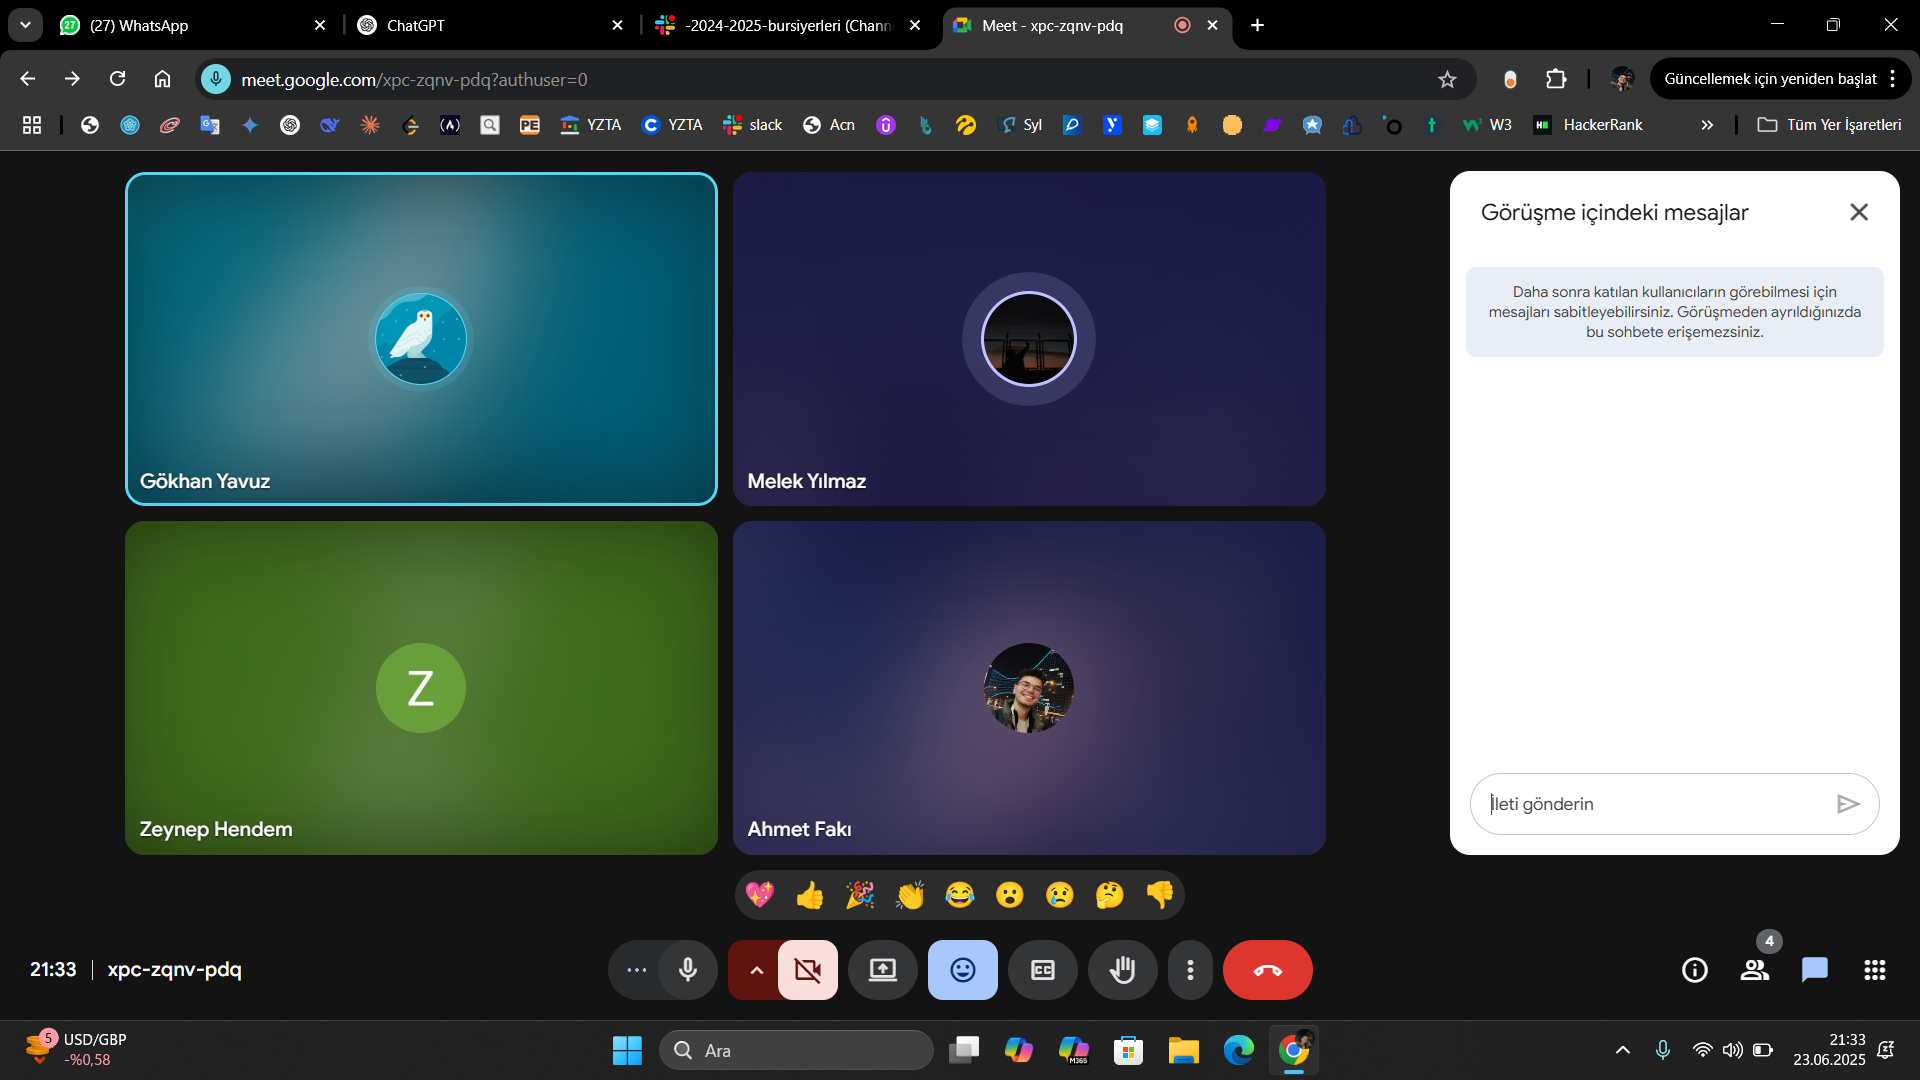 (27) WhatsApp
ChatGPT
-2024-2025-bursiyerleri (Chann
Meet - xpc-zqnv-pdq
meet.google.com/xpc-zqnv-pdq?authuser=0
Güncellemek için yeniden başlat
YZTA
YZTA
slack
Acn
Syl
W3
HackerRank
Tüm Yer İşaretleri
Gökhan Yavuz
Melek Yılmaz
Z
Zeynep Hendem
Ahmet Fakı
Görüşme içindeki mesajlar
Daha sonra katılan kullanıcıların görebilmesi için
mesajları sabitleyebilirsiniz. Görüşmeden ayrıldığınızda
bu sohbete erişemezsiniz.
İleti gönderin
21:33
xpc-zqnv-pdq
4
5
USD/GBP
-%0,58
Ara
21:33
23.06.2025